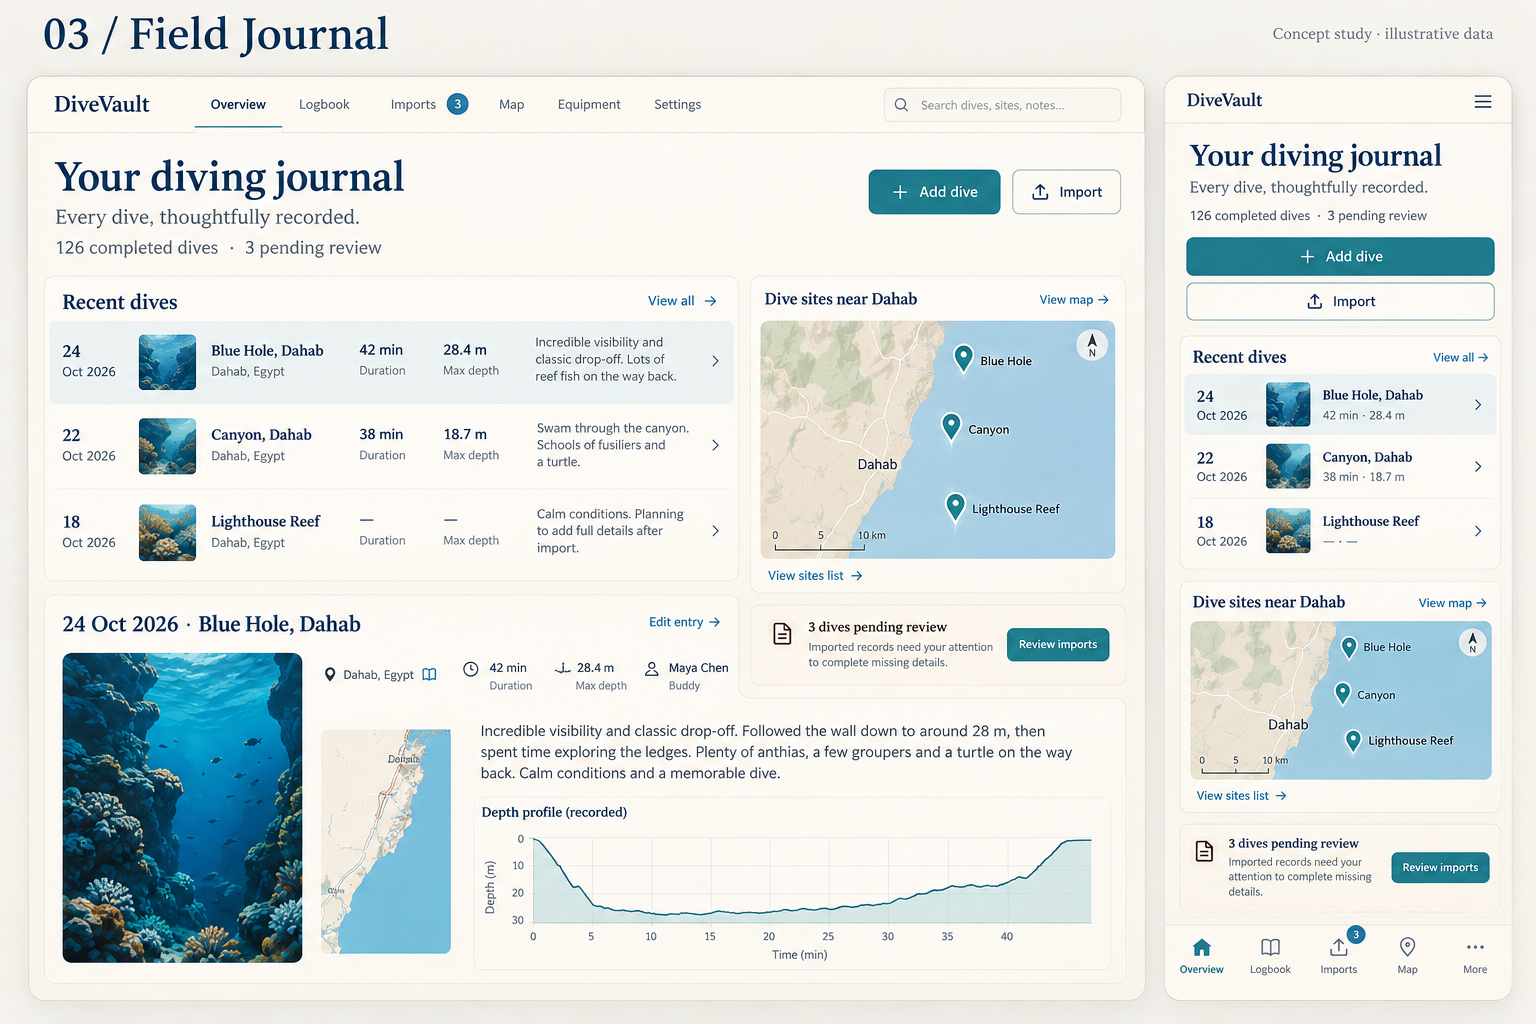 03 / Field Journal
Concept study · illustrative data
DiveVault
Overview
Logbook
Imports 3
Map
Equipment
Settings
Search dives, sites, notes...
Your diving journal
Every dive, thoughtfully recorded.
126 completed dives · 3 pending review
+ Add dive
Import
Recent dives
View all →
24
Oct 2026
Blue Hole, Dahab
Dahab, Egypt
42 min
Duration
28.4 m
Max depth
Incredible visibility and
classic drop-off. Lots of
reef fish on the way back.
22
Oct 2026
Canyon, Dahab
Dahab, Egypt
38 min
Duration
18.7 m
Max depth
Swam through the canyon.
Schools of fusiliers and
a turtle.
18
Oct 2026
Lighthouse Reef
Dahab, Egypt
—
Duration
—
Max depth
Calm conditions. Planning
to add full details after
import.
Dive sites near Dahab
View map →
N
Blue Hole
Canyon
Dahab
Lighthouse Reef
0 5 10 km
View sites list →
3 dives pending review
Imported records need your attention
to complete missing details.
Review imports
24 Oct 2026 · Blue Hole, Dahab
Edit entry →
Dahab, Egypt
42 min
Duration
28.4 m
Max depth
Maya Chen
Buddy
Incredible visibility and classic drop-off. Followed the wall down to around 28 m, then
spent time exploring the ledges. Plenty of anthias, a few groupers and a turtle on the way
back. Calm conditions and a memorable dive.
Depth profile (recorded)
Depth (m)
0
10
20
30
0 5 10 15 20 25 30 35 40
Time (min)
DiveVault
Your diving journal
Every dive, thoughtfully recorded.
126 completed dives · 3 pending review
+ Add dive
Import
Recent dives
View all →
24
Oct 2026
Blue Hole, Dahab
42 min · 28.4 m
22
Oct 2026
Canyon, Dahab
38 min · 18.7 m
18
Oct 2026
Lighthouse Reef
— · —
Dive sites near Dahab
View map →
N
Blue Hole
Canyon
Dahab
Lighthouse Reef
0 5 10 km
View sites list →
3 dives pending review
Imported records need your
attention to complete missing
details.
Review imports
Overview
Logbook
3
Imports
Map
More